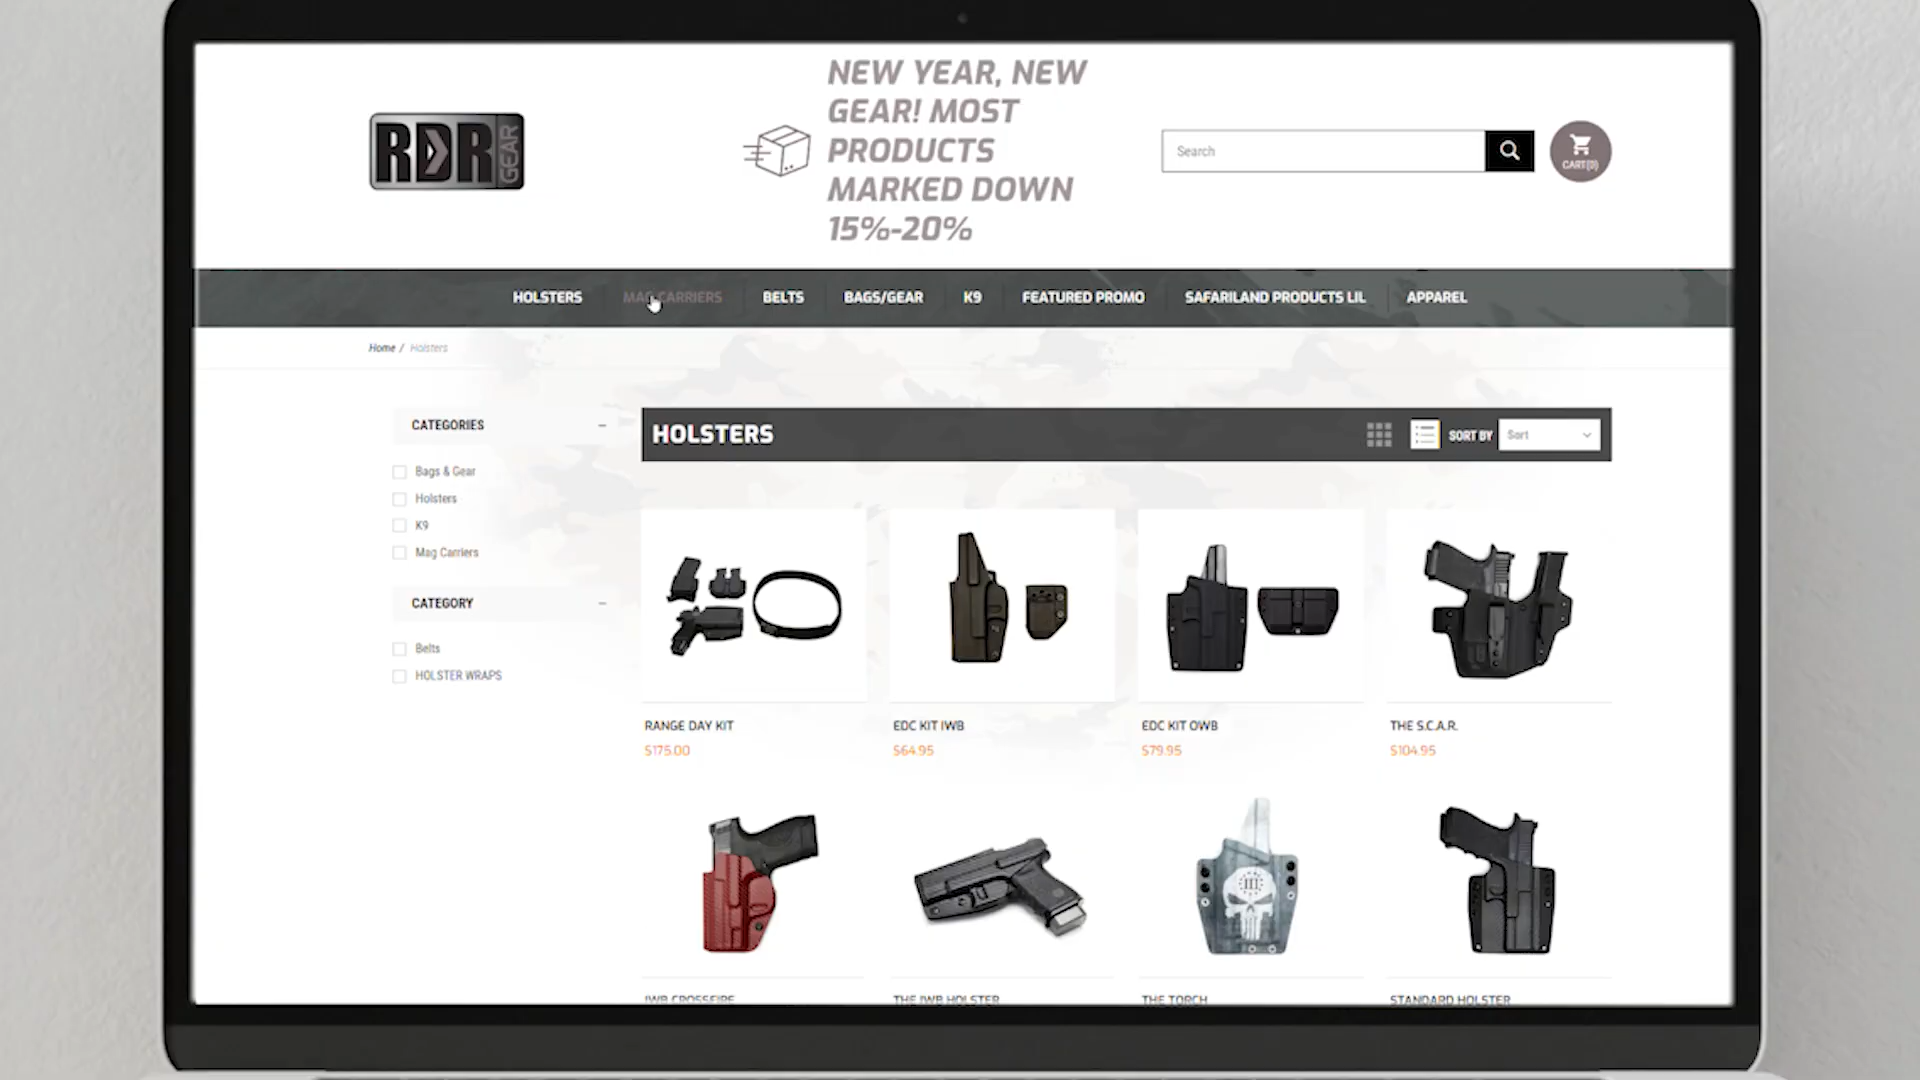 NEW YEAR, NEW
GEAR! MOST
PRODUCTS
MARKED DOWN
15%-20%
RDR GEAR
Search
CART(0)
HOLSTERS
MAG CARRIERS
BELTS
BAGS/GEAR
K9
FEATURED PROMO
SAFARILAND PRODUCTS LIL
APPAREL
Home / Holsters
CATEGORIES
Bags & Gear
Holsters
K9
Mag Carriers
CATEGORY
Belts
HOLSTER WRAPS
HOLSTERS
SORT BY
Sort
RANGE DAY KIT
$175.00
EDC KIT IWB
$64.95
EDC KIT OWB
$79.95
THE S.C.A.R.
$104.95
III
IWB CROSSFIRE
THE IWB HOLSTER
THE TORCH
STANDARD HOLSTER